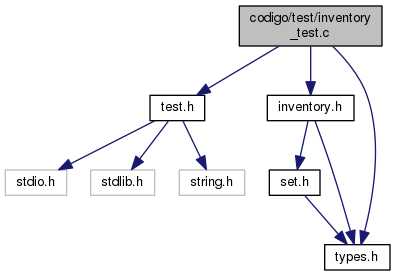 codigo/test/inventory
_test.c
test.h
inventory.h
stdio.h
stdlib.h
string.h
set.h
types.h